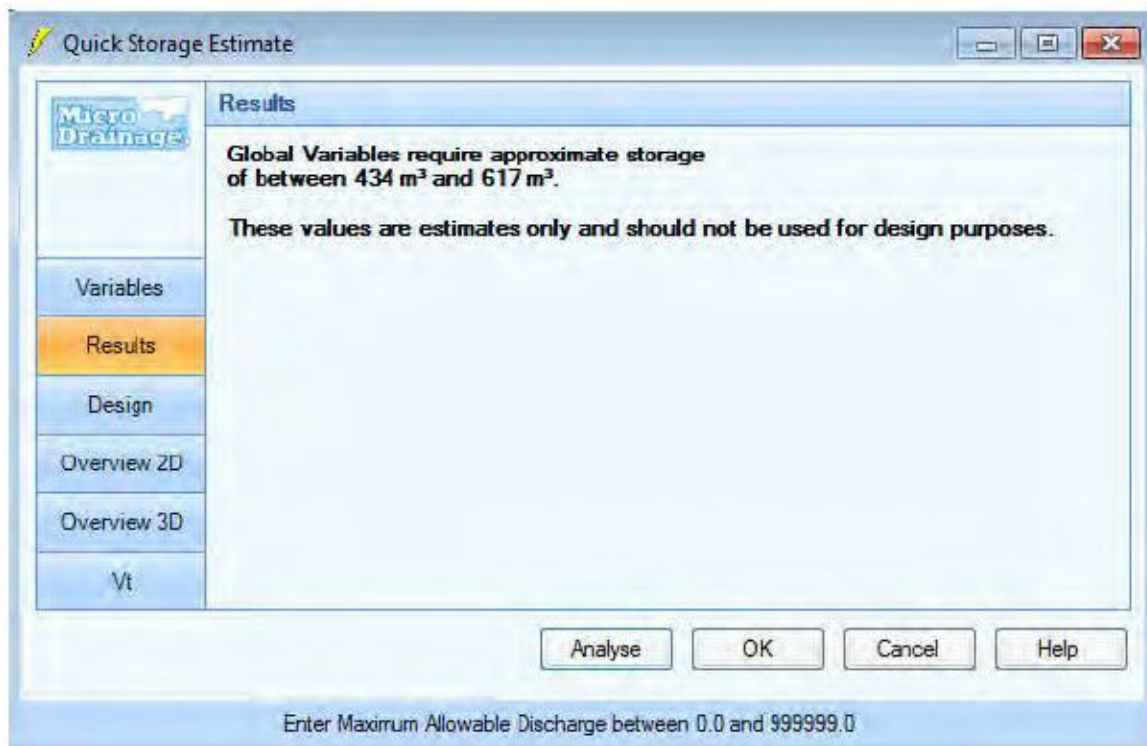 Quick Storage Estimate
Micro
Drainage
Results
Global Variables require approximate storage
of between 434 m³ and 617 m³.
These values are estimates only and should not be used for design purposes.
Variables
Results
Design
Overview 2D
Overview 3D
Vt
Analyse
OK
Cancel
Help
Enter Maximum Allowable Discharge between 0.0 and 999999.0